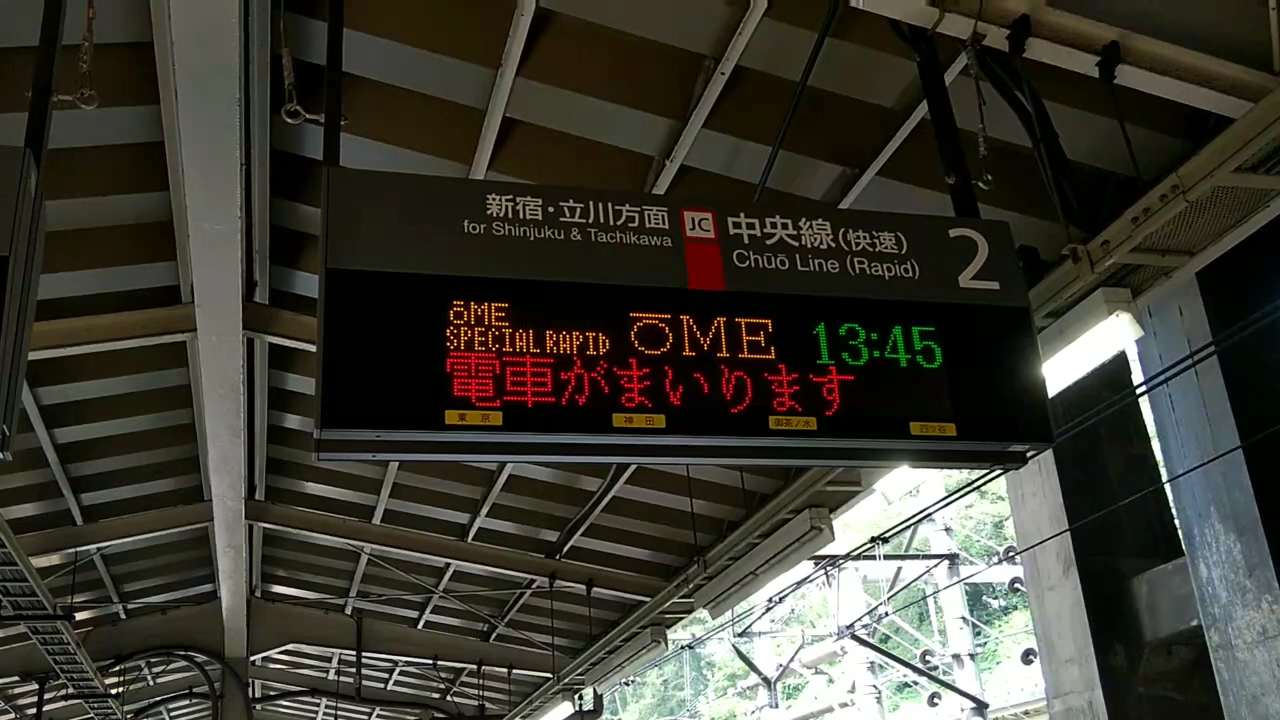 新宿・立川方面
for Shinjuku & Tachikawa
JC
中央線(快速)
Chūō Line (Rapid)
2
ōME
SPECIALRAPID
ŌME
13:45
電車がまいります
東京
神田
御茶ノ水
四ツ谷